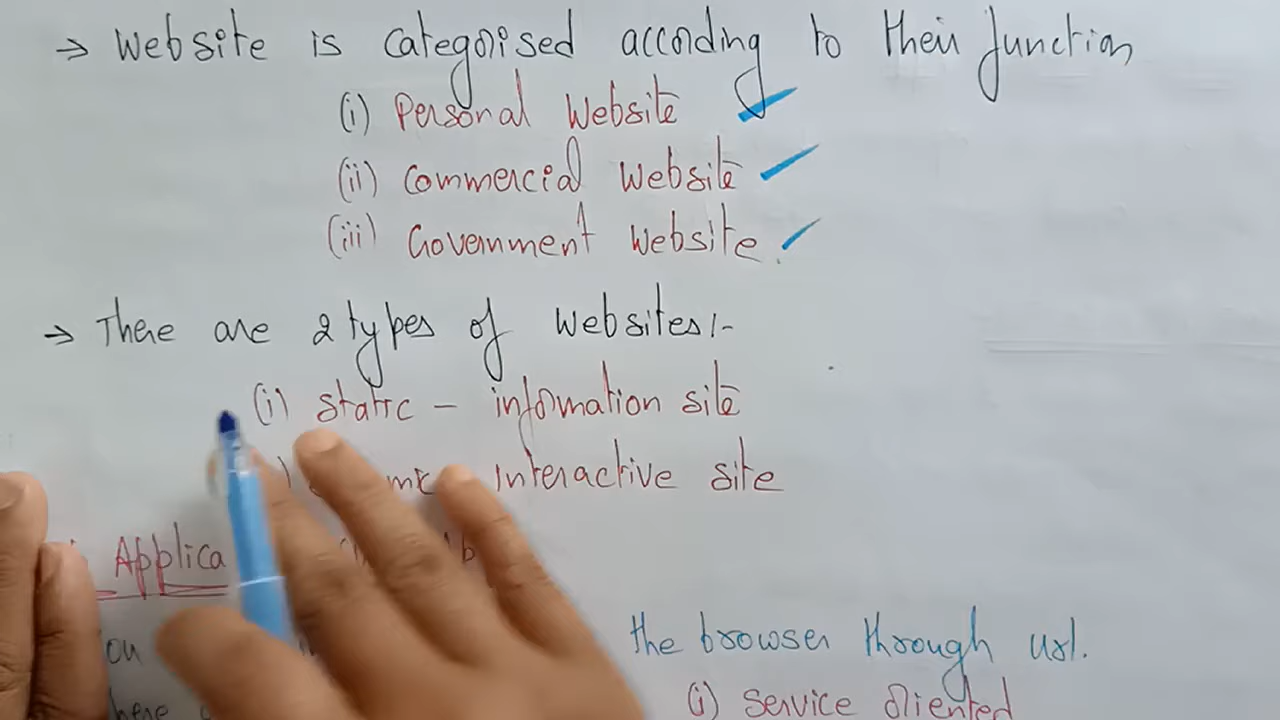 → Website is categorised according to their function
(i) Personal Website
(ii) Commercial Website
(iii) Government Website
→ There are 2 types of websites:-
(i) static - information site
interactive site
Applica
the browser through url.
(i) service oriented